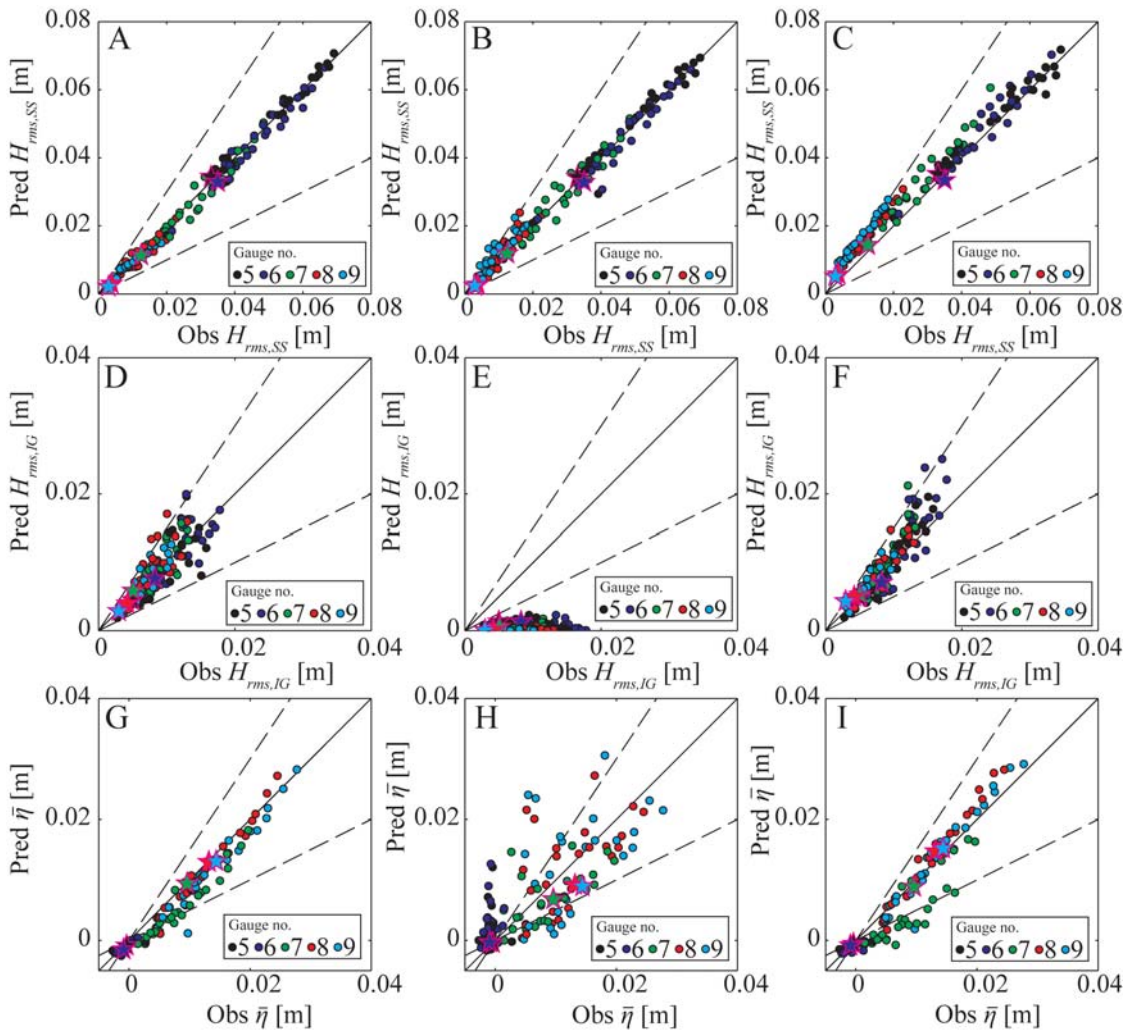 A
B
C
Pred H_rms,SS [m]
Pred H_rms,SS [m]
Pred H_rms,SS [m]
0.08
0.06
0.04
0.02
0
0.08
0.06
0.04
0.02
0
0.08
0.06
0.04
0.02
0
Gauge no.
5 6 7 8 9
Gauge no.
5 6 7 8 9
Gauge no.
5 6 7 8 9
0 0.02 0.04 0.06 0.08
0 0.02 0.04 0.06 0.08
0 0.02 0.04 0.06 0.08
Obs H_rms,SS [m]
Obs H_rms,SS [m]
Obs H_rms,SS [m]
D
E
F
Pred H_rms,IG [m]
Pred H_rms,IG [m]
Pred H_rms,IG [m]
0.04
0.02
0
0.04
0.02
0
0.04
0.02
0
Gauge no.
5 6 7 8 9
Gauge no.
5 6 7 8 9
Gauge no.
5 6 7 8 9
0 0.02 0.04
0 0.02 0.04
0 0.02 0.04
Obs H_rms,IG [m]
Obs H_rms,IG [m]
Obs H_rms,IG [m]
G
H
I
Pred η̄ [m]
Pred η̄ [m]
Pred η̄ [m]
0.04
0.02
0
0.04
0.02
0
0.04
0.02
0
Gauge no.
5 6 7 8 9
Gauge no.
5 6 7 8 9
Gauge no.
5 6 7 8 9
0 0.02 0.04
0 0.02 0.04
0 0.02 0.04
Obs η̄ [m]
Obs η̄ [m]
Obs η̄ [m]